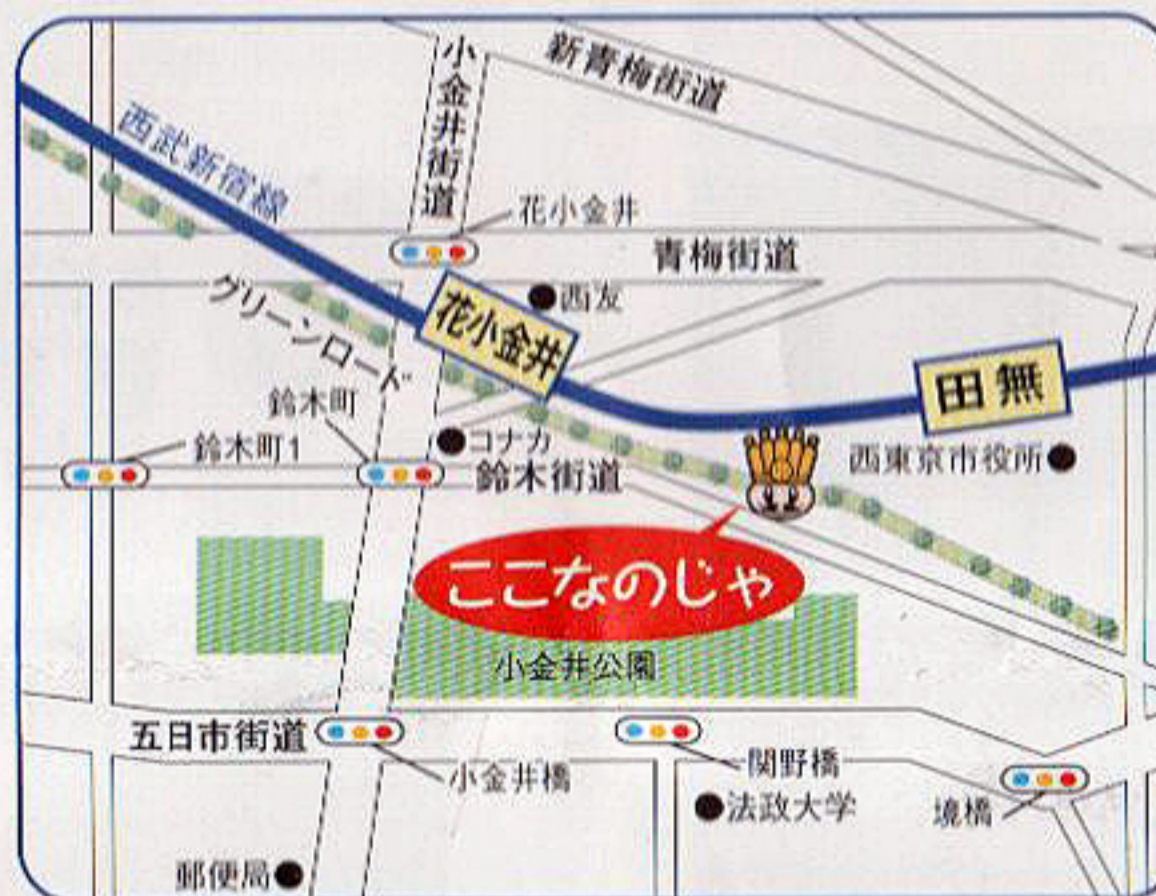 小金井街道
新青梅街道
西武新宿線
花小金井
青梅街道
グリーンロード
花小金井
西友
田無
鈴木町
鈴木町1
コナカ
鈴木街道
西東京市役所
ここなのじゃ
小金井公園
五日市街道
小金井橋
関野橋
法政大学
境橋
郵便局